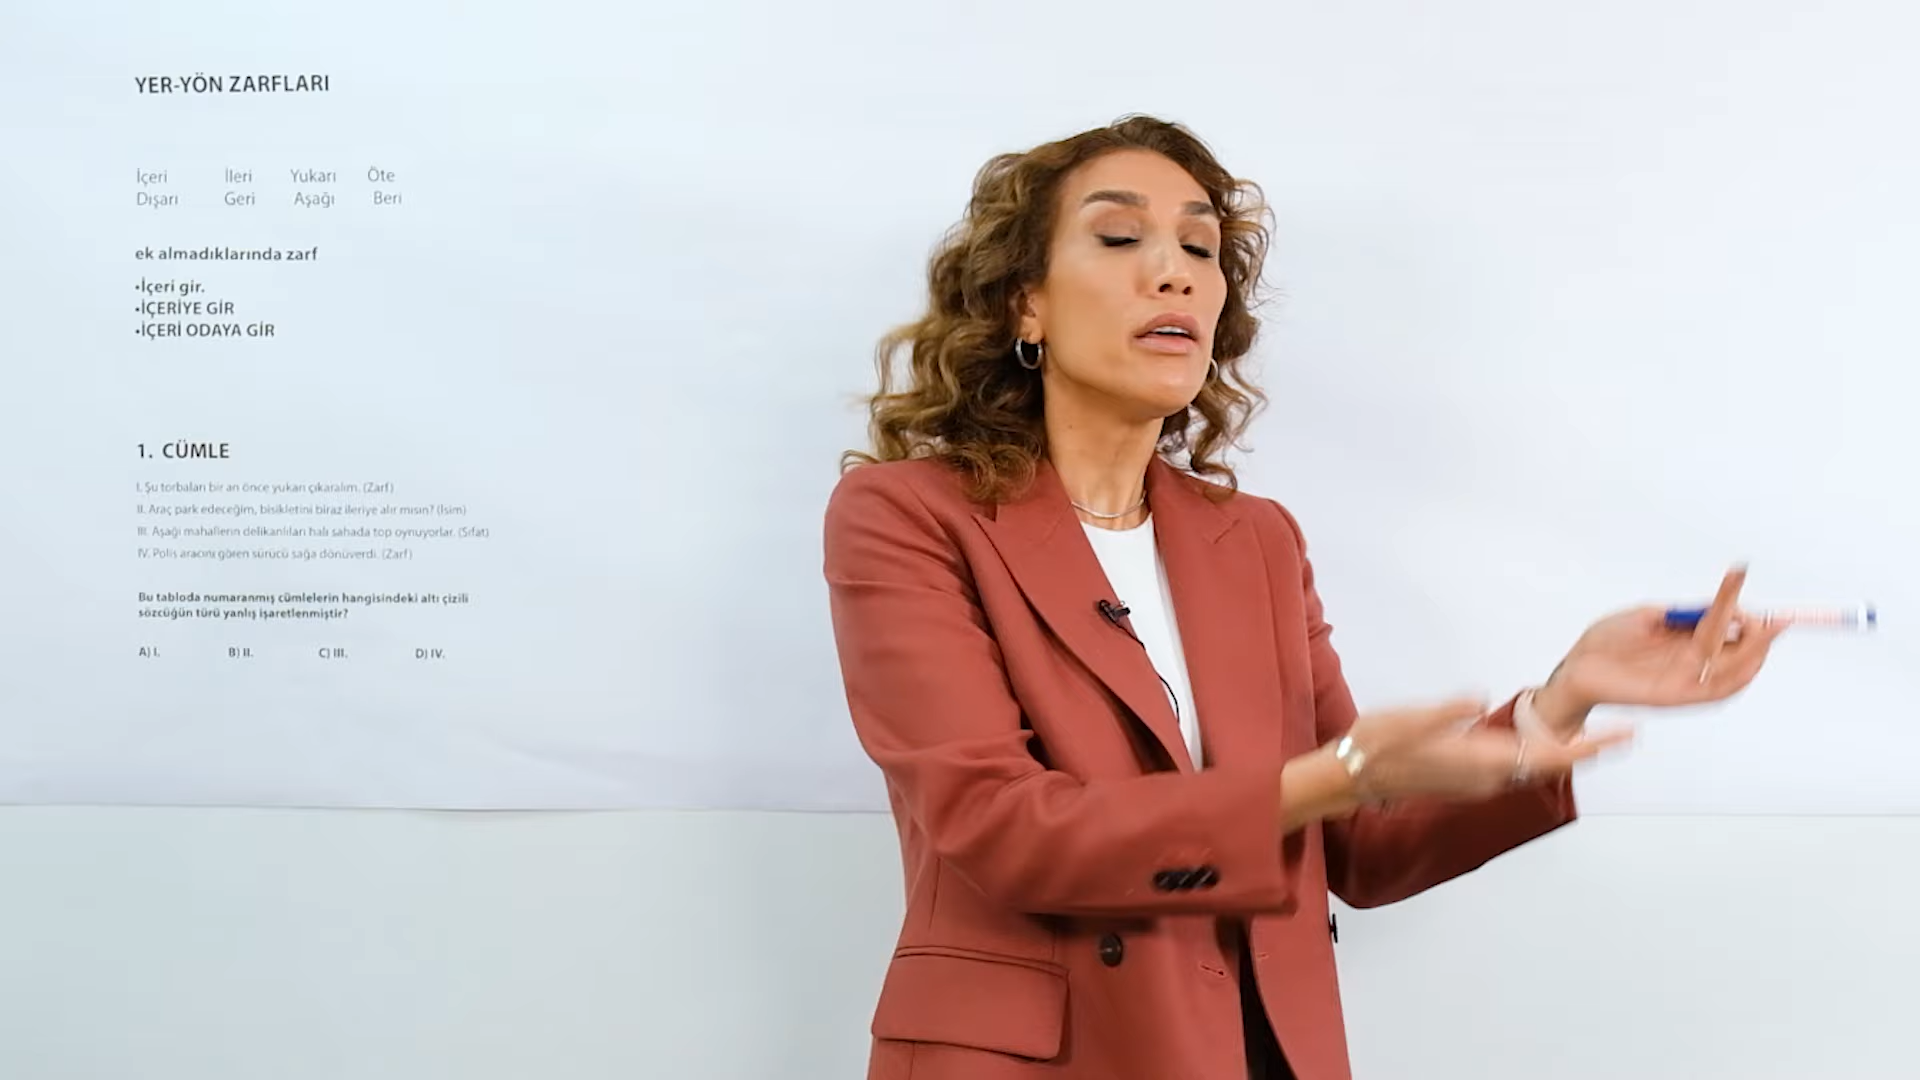 YER-YÖN ZARFLARI
İçeri İleri Yukarı Öte
Dışarı Geri Aşağı Beri
ek almadıklarında zarf
•İçeri gir.
•İÇERİYE GİR
•İÇERİ ODAYA GİR
1. CÜMLE
I. Şu torbaları bir an önce yukarı çıkaralım. (Zarf)
II. Araç park edeceğim, bisikletini biraz ileriye alır mısın? (İsim)
III. Aşağı mahallenin delikanlıları halı sahada top oynuyorlar. (Sıfat)
IV. Polis aracını gören sürücü sağa dönüverdi. (Zarf)
Bu tabloda numaranmış cümlelerin hangisindeki altı çizili
sözcüğün türü yanlış işaretlenmiştir?
A) I. B) II. C) III. D) IV.